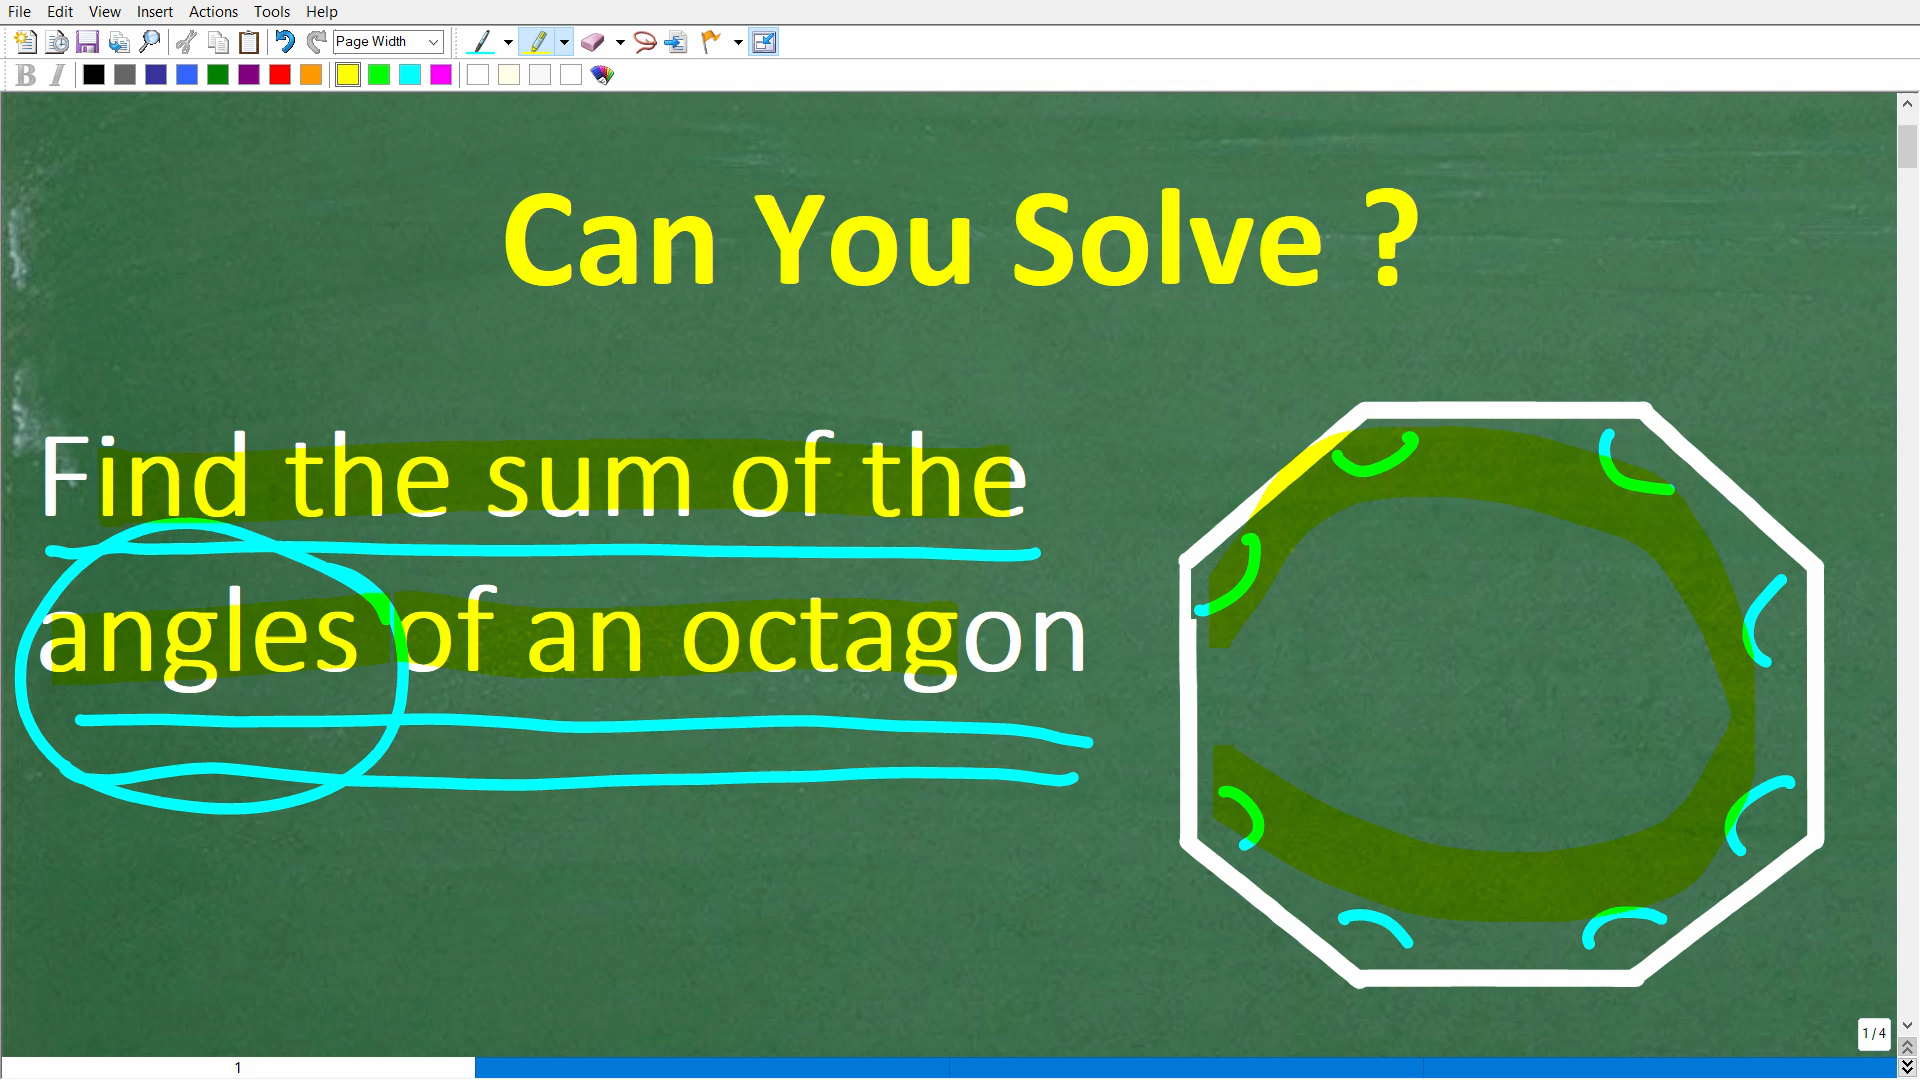 File Edit View Insert Actions Tools Help
Page Width
B I
Can You Solve ?
Find the sum of the
angles of an octagon
1 / 4
1